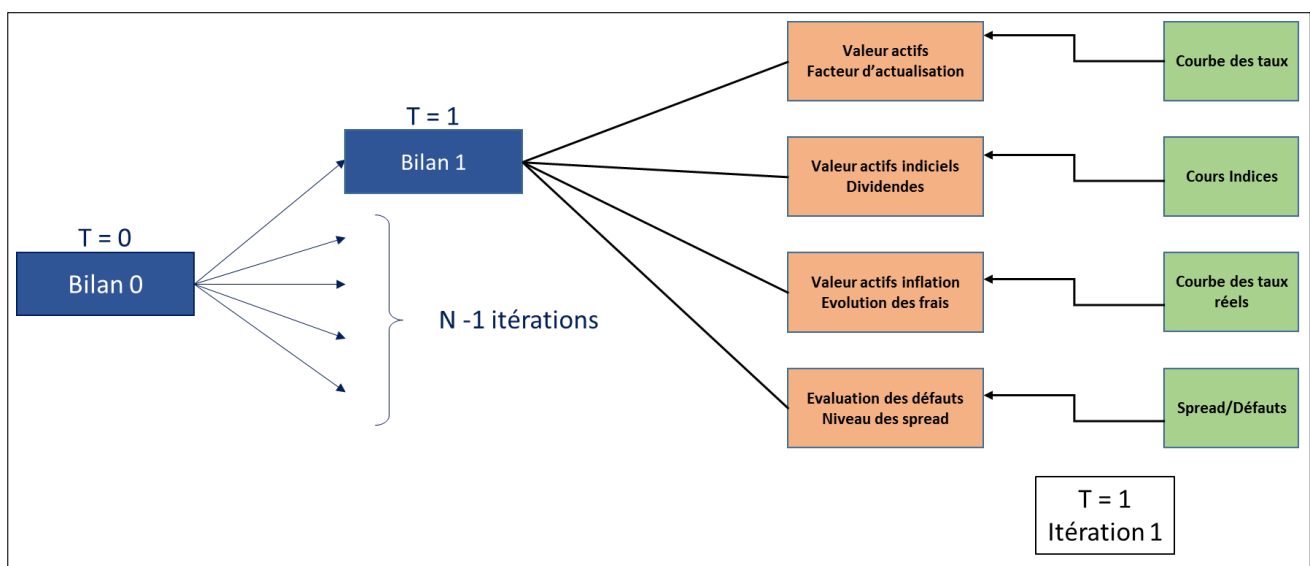 T = 0
Bilan 0
T = 1
Bilan 1
N -1 itérations
Valeur actifs
Facteur d'actualisation
Courbe des taux
Valeur actifs indiciels
Dividendes
Cours Indices
Valeur actifs inflation
Evolution des frais
Courbe des taux
réels
Evaluation des défauts
Niveau des spread
Spread/Défauts
T = 1
Itération 1